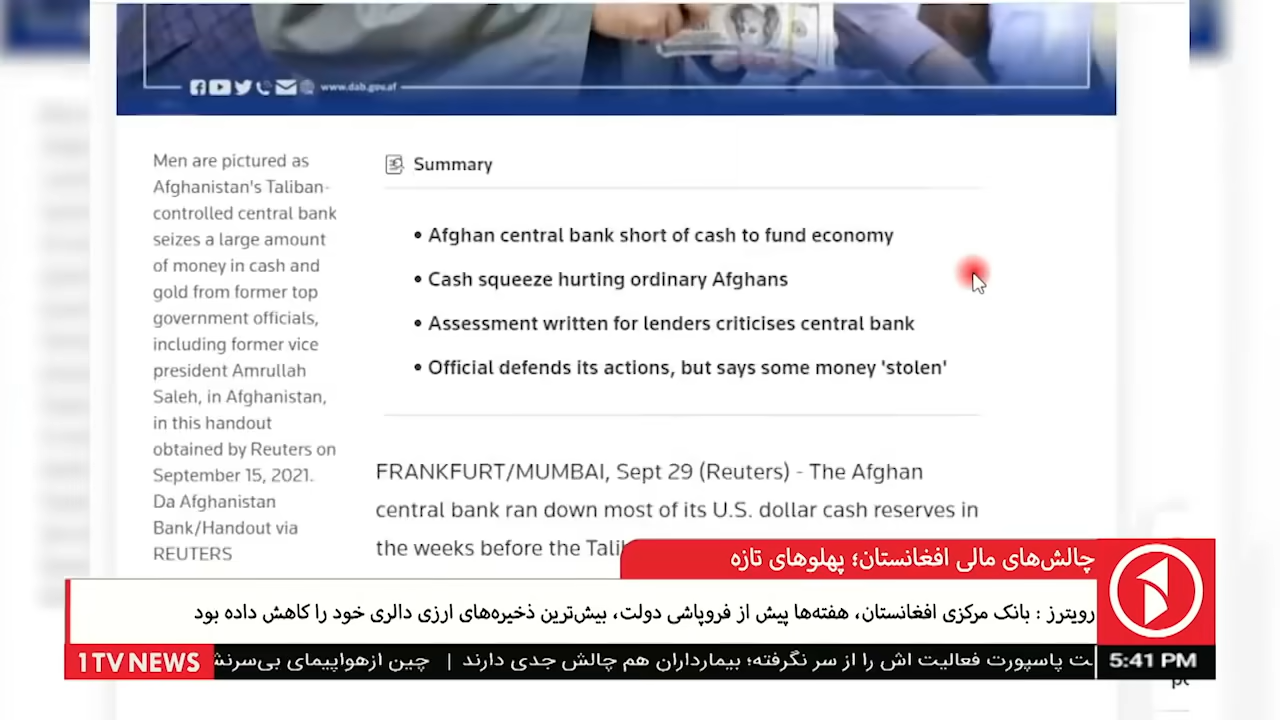 www.dab.gov.af
Men are pictured as
Afghanistan's Taliban-
controlled central bank
seizes a large amount
of money in cash and
gold from former top
government officials,
including former vice
president Amrullah
Saleh, in Afghanistan,
in this handout
obtained by Reuters on
September 15, 2021.
Da Afghanistan
Bank/Handout via
REUTERS
Summary
• Afghan central bank short of cash to fund economy
• Cash squeeze hurting ordinary Afghans
• Assessment written for lenders criticises central bank
• Official defends its actions, but says some money 'stolen'
FRANKFURT/MUMBAI, Sept 29 (Reuters) - The Afghan
central bank ran down most of its U.S. dollar cash reserves in
the weeks before the
چالش‌های مالی افغانستان؛ پهلوهای تازه
رویترز : بانک مرکزی افغانستان، هفته‌ها پیش از فروپاشی دولت، بیش‌ترین ذخیره‌های ارزی دالری خود را کاهش داده بود
1TV NEWS
پاسپورت فعالیت اش را از سر نگرفته؛ بیمارداران هم چالش جدی دارند | چین ازهواپیمای
5:41 PM